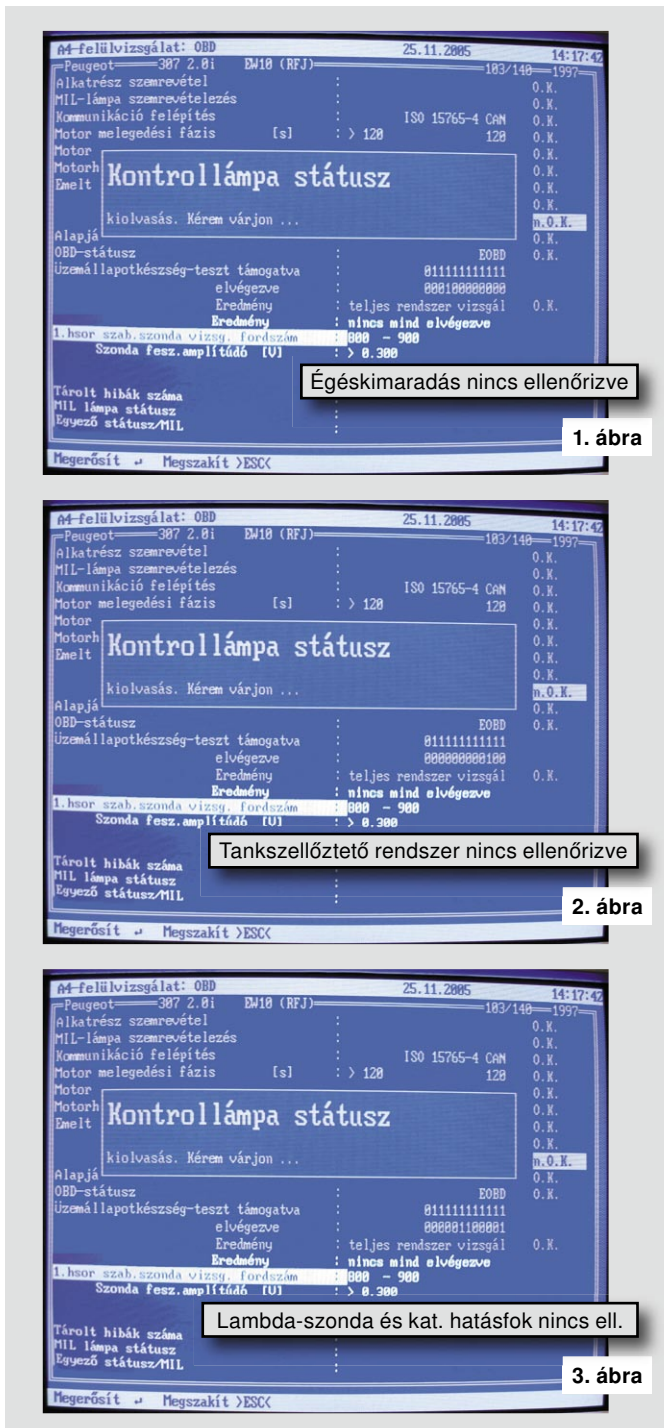 A4-felülvizsgálat: OBD 25.11.2005 14:17:42
Peugeot 307 2.0i EW10 (RFJ) 103/140 1997-
Alkatrész szemrevétel : O.K.
MIL-lámpa szemrevételezés : O.K.
Kommunikáció felépítés : ISO 15765-4 CAN O.K.
Motor melegedési fázis [s] : > 120 120 O.K.
Motor O.K.
Motorh O.K.
Emelt O.K.
Kontrollámpa státusz
O.K.
kiolvasás. Kérem várjon ...
n.O.K.
Alapjá O.K.
OBD-státusz : EOBD O.K.
Üzemállapotkészség-teszt támogatva : 011111111111
elvégezve : 000100000000
Eredmény : teljes rendszer vizsgál O.K.
Eredmény : nincs mind elvégezve
1.hsor szab.szonda vizsg. fordszám : 800 - 900
Szonda fesz.amplítúdó [V] : > 0.300
Égéskimaradás nincs ellenőrizve
Tárolt hibák száma
MIL lámpa státusz
Egyező státusz/MIL :
1. ábra
Megerősít ↵ Megszakít >ESC<
A4-felülvizsgálat: OBD 25.11.2005 14:17:42
Peugeot 307 2.0i EW10 (RFJ) 103/140 1997-
Alkatrész szemrevétel : O.K.
MIL-lámpa szemrevételezés : O.K.
Kommunikáció felépítés : ISO 15765-4 CAN O.K.
Motor melegedési fázis [s] : > 120 120 O.K.
Motor O.K.
Motorh O.K.
Emelt O.K.
Kontrollámpa státusz
O.K.
kiolvasás. Kérem várjon ...
n.O.K.
Alapjá O.K.
OBD-státusz : EOBD O.K.
Üzemállapotkészség-teszt támogatva : 011111111111
elvégezve : 000000000100
Eredmény : teljes rendszer vizsgál O.K.
Eredmény : nincs mind elvégezve
1.hsor szab.szonda vizsg. fordszám : 800 - 900
Szonda fesz.amplítúdó [V] : > 0.300
Tankszellőztető rendszer nincs ellenőrizve
Tárolt hibák száma
MIL lámpa státusz
Egyező státusz/MIL :
2. ábra
Megerősít ↵ Megszakít >ESC<
A4-felülvizsgálat: OBD 25.11.2005 14:17:42
Peugeot 307 2.0i EW10 (RFJ) 103/140 1997-
Alkatrész szemrevétel : O.K.
MIL-lámpa szemrevételezés : O.K.
Kommunikáció felépítés : ISO 15765-4 CAN O.K.
Motor melegedési fázis [s] : > 120 120 O.K.
Motor O.K.
Motorh O.K.
Emelt O.K.
Kontrollámpa státusz
O.K.
kiolvasás. Kérem várjon ...
n.O.K.
Alapjá O.K.
OBD-státusz : EOBD O.K.
Üzemállapotkészség-teszt támogatva : 011111111111
elvégezve : 000001100001
Eredmény : teljes rendszer vizsgál O.K.
Eredmény : nincs mind elvégezve
1.hsor szab.szonda vizsg. fordszám : 800 - 900
Szonda fesz.amplítúdó [V] : > 0.300
Lambda-szonda és kat. hatásfok nincs ell.
Tárolt hibák száma
MIL lámpa státusz
Egyező státusz/MIL :
3. ábra
Megerősít ↵ Megszakít >ESC<